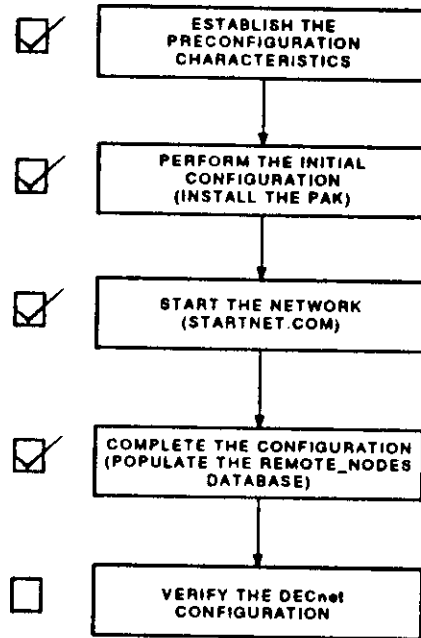 ESTABLISH THE
PRECONFIGURATION
CHARACTERISTICS
PERFORM THE INITIAL
CONFIGURATION
(INSTALL THE PAK)
START THE NETWORK
(STARTNET.COM)
COMPLETE THE CONFIGURATION
(POPULATE THE REMOTE_NODES
DATABASE)
VERIFY THE DECnet
CONFIGURATION